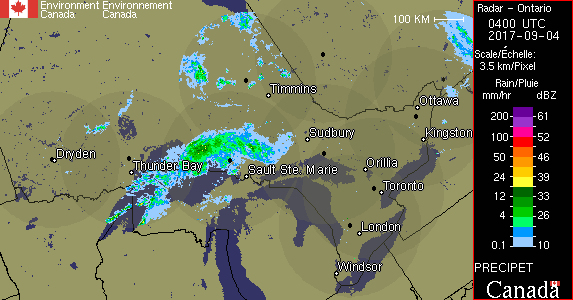 Environment Environnement
Canada Canada
100 KM
Radar - Ontario
0400 UTC
2017-09-04
Scale/Échelle:
3.5 km/Pixel
Rain/Pluie
mm/hr dBZ
200 61
100 52
50 46
24 39
12 33
4 26
0.1 10
PRECIPET
Canada
Timmins
Ottawa
Sudbury
Kingston
Dryden
Thunder Bay
Sault Ste. Marie
Orillia
Toronto
London
Windsor